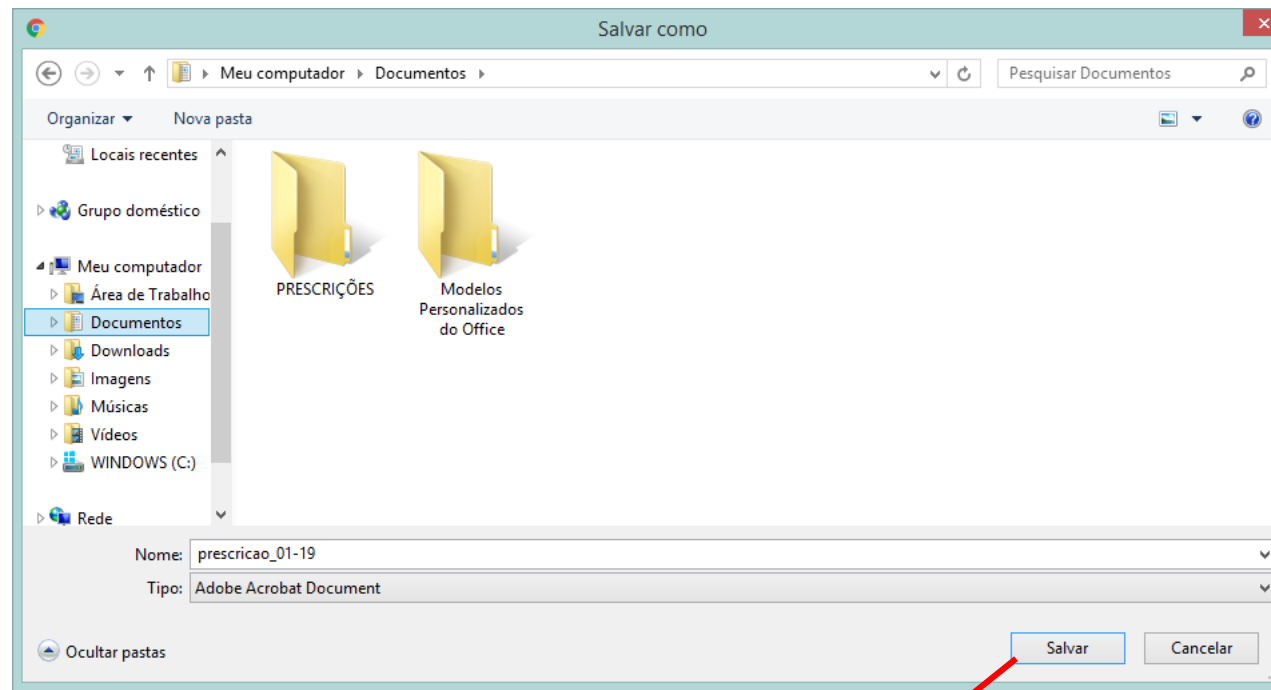 Salvar como
Meu computador Documentos
Pesquisar Documentos
Organizar
Nova pasta
Locais recentes
Grupo doméstico
Meu computador
Área de Trabalho
Documentos
Downloads
Imagens
Músicas
Vídeos
WINDOWS (C:)
Rede
PRESCRIÇÕES
Modelos
Personalizados
do Office
Nome: prescricao_01-19
Tipo: Adobe Acrobat Document
Ocultar pastas
Salvar
Cancelar